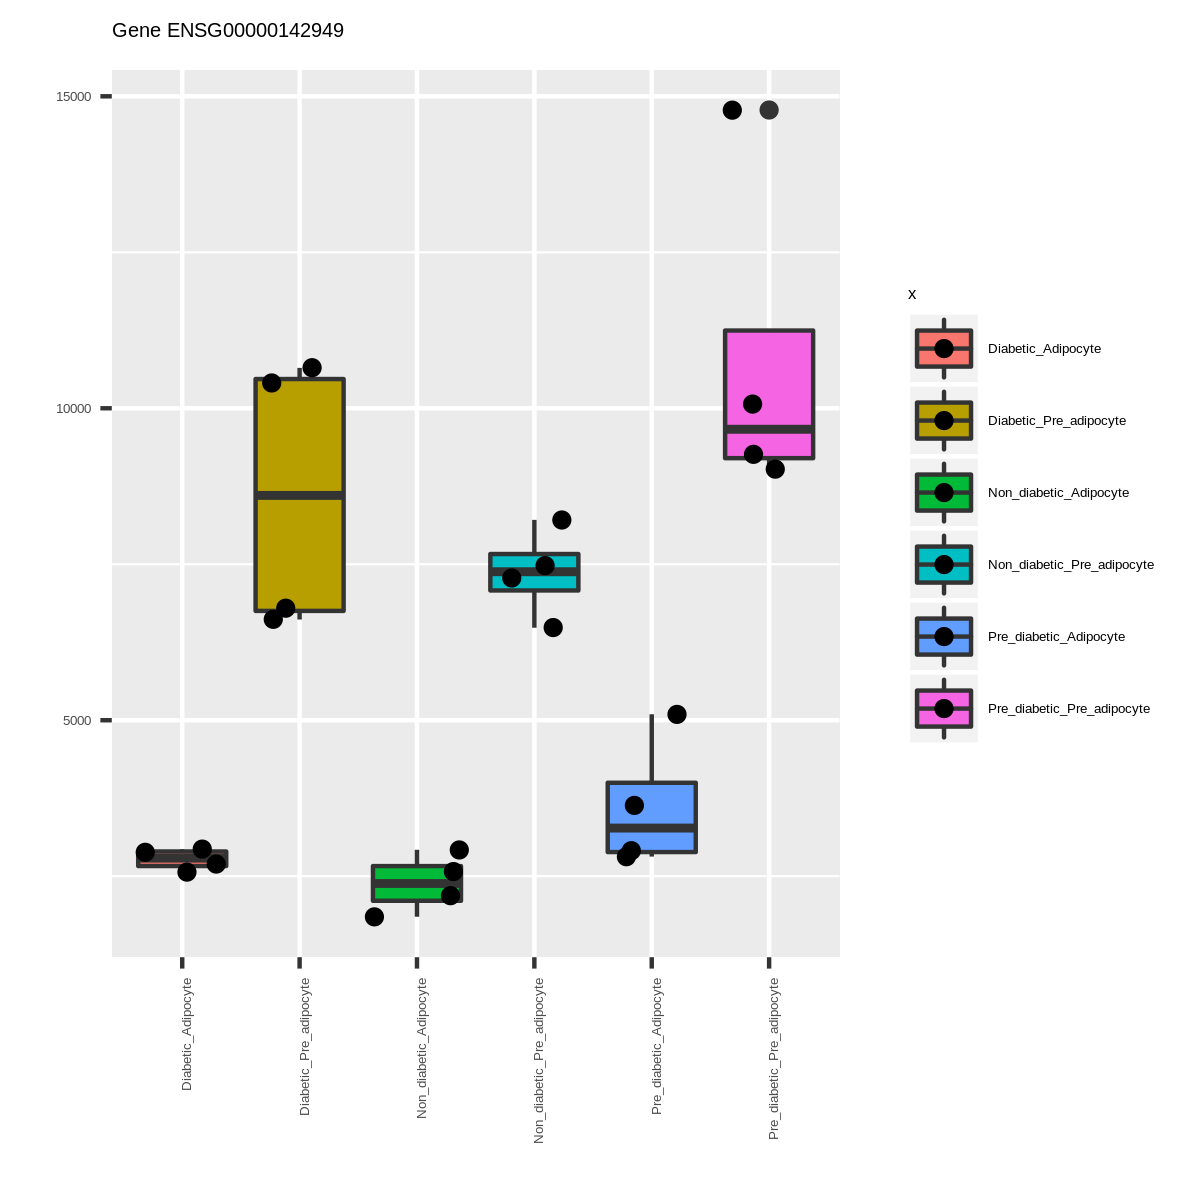 Gene ENSG00000142949
15000
10000
5000
Diabetic_Adipocyte
Diabetic_Pre_adipocyte
Non_diabetic_Adipocyte
Non_diabetic_Pre_adipocyte
Pre_diabetic_Adipocyte
Pre_diabetic_Pre_adipocyte
x
Diabetic_Adipocyte
Diabetic_Pre_adipocyte
Non_diabetic_Adipocyte
Non_diabetic_Pre_adipocyte
Pre_diabetic_Adipocyte
Pre_diabetic_Pre_adipocyte